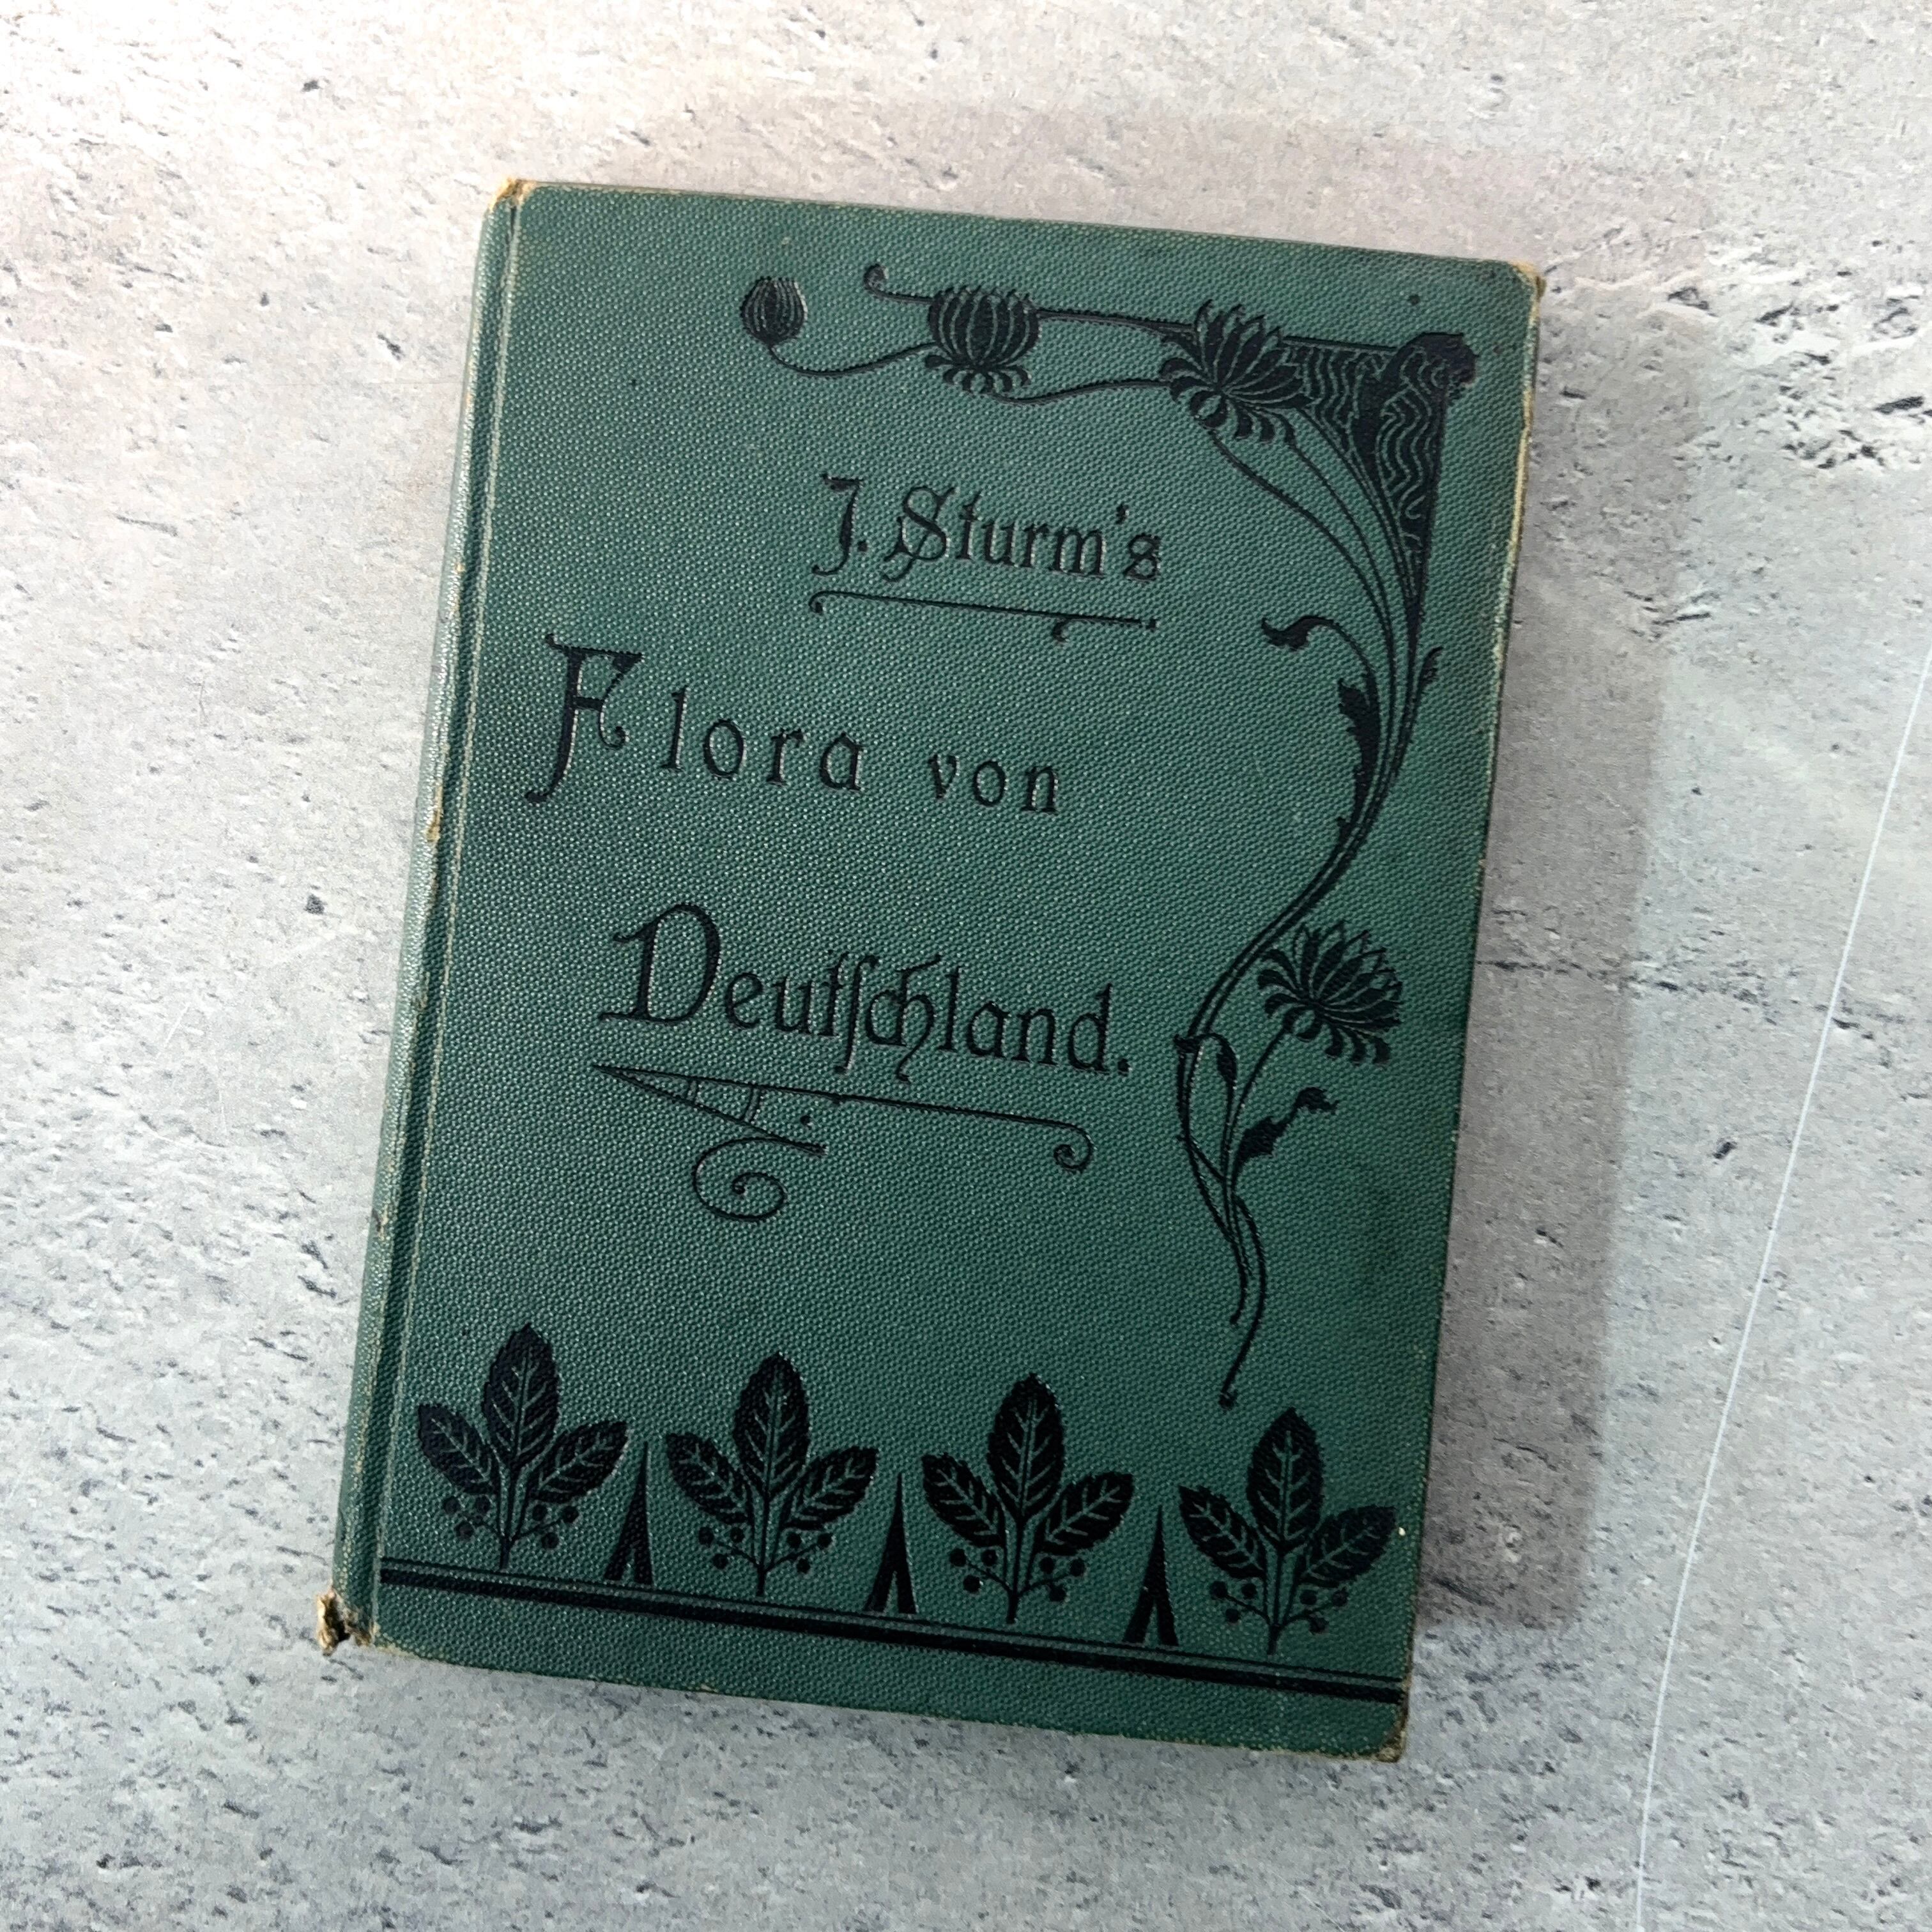 J. Sturm's
Flora von
Deutſchland.